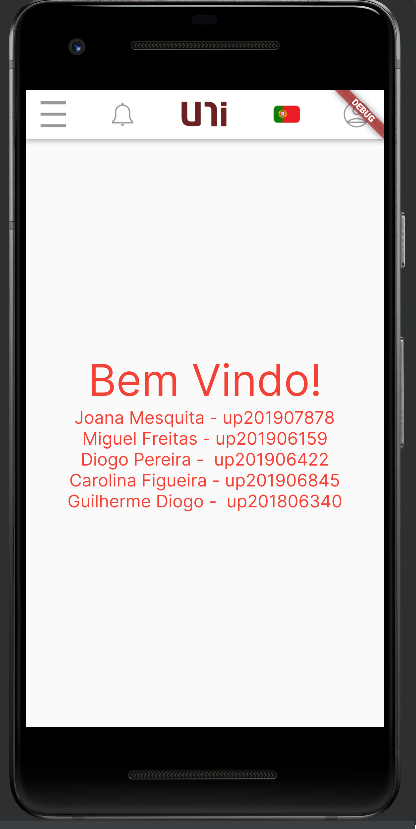 UNi
DEBUG
Bem Vindo!
Joana Mesquita - up201907878
Miguel Freitas - up201906159
Diogo Pereira -  up201906422
Carolina Figueira - up201906845
Guilherme Diogo -  up201806340